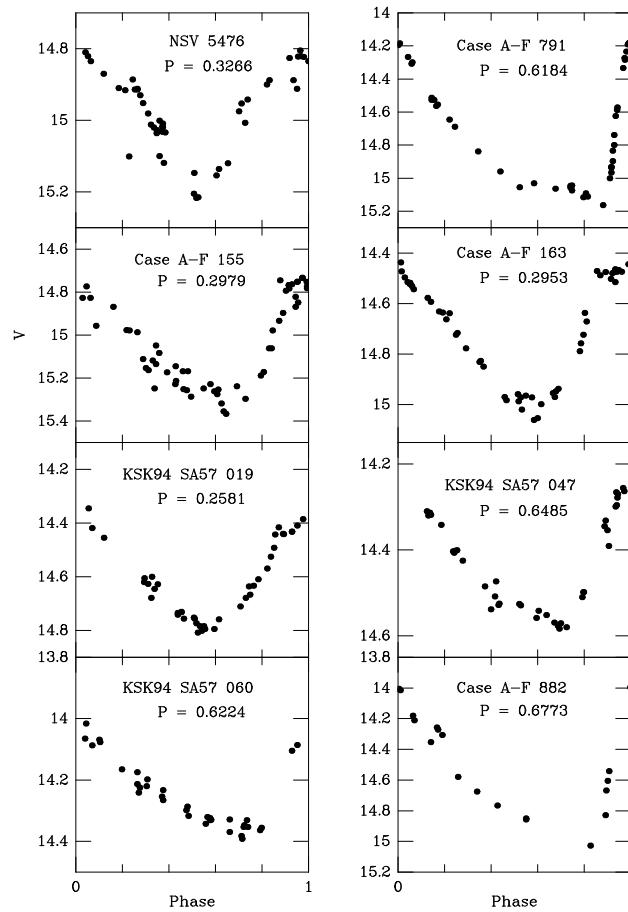 14.8
15
15.2
NSV 5476
P = 0.3266
14
14.2
14.4
14.6
14.8
15
15.2
Case A-F 791
P = 0.6184
14.6
14.8
15
15.2
15.4
V
Case A-F 155
P = 0.2979
14.4
14.6
14.8
15
Case A-F 163
P = 0.2953
14.2
14.4
14.6
14.8
KSK94 SA57 019
P = 0.2581
14.2
14.4
14.6
KSK94 SA57 047
P = 0.6485
13.8
14
14.2
14.4
KSK94 SA57 060
P = 0.6224
0
1
Phase
13.8
14
14.2
14.4
14.6
14.8
15
15.2
Case A-F 882
P = 0.6773
0
Phase